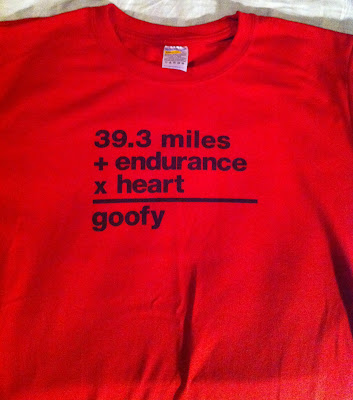 39.3 miles
+ endurance
x heart
goofy